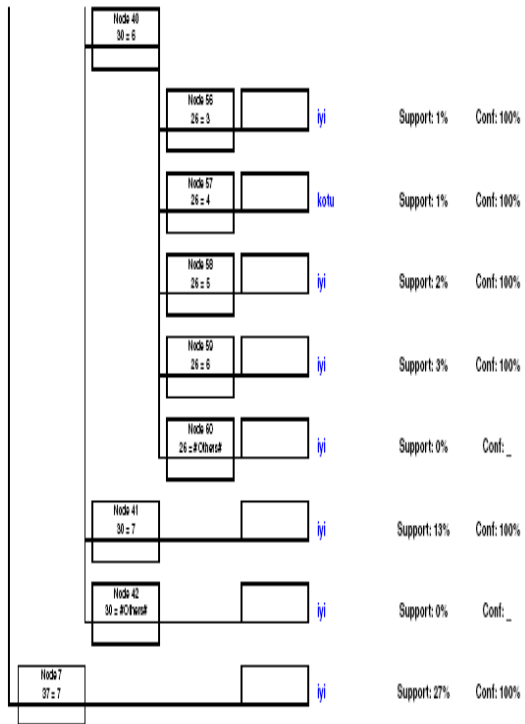 Node 40
30 = 6
Node 56
26 = 3
iyi Support: 1% Conf: 100%
Node 57
26 = 4
kotu Support: 1% Conf: 100%
Node 58
26 = 5
iyi Support: 2% Conf: 100%
Node 59
26 = 6
iyi Support: 3% Conf: 100%
Node 60
26 = #Others#
iyi Support: 0% Conf: _
Node 41
30 = 7
iyi Support: 13% Conf: 100%
Node 42
30 = #Others#
iyi Support: 0% Conf: _
Node 7
37 = 7
iyi Support: 27% Conf: 100%